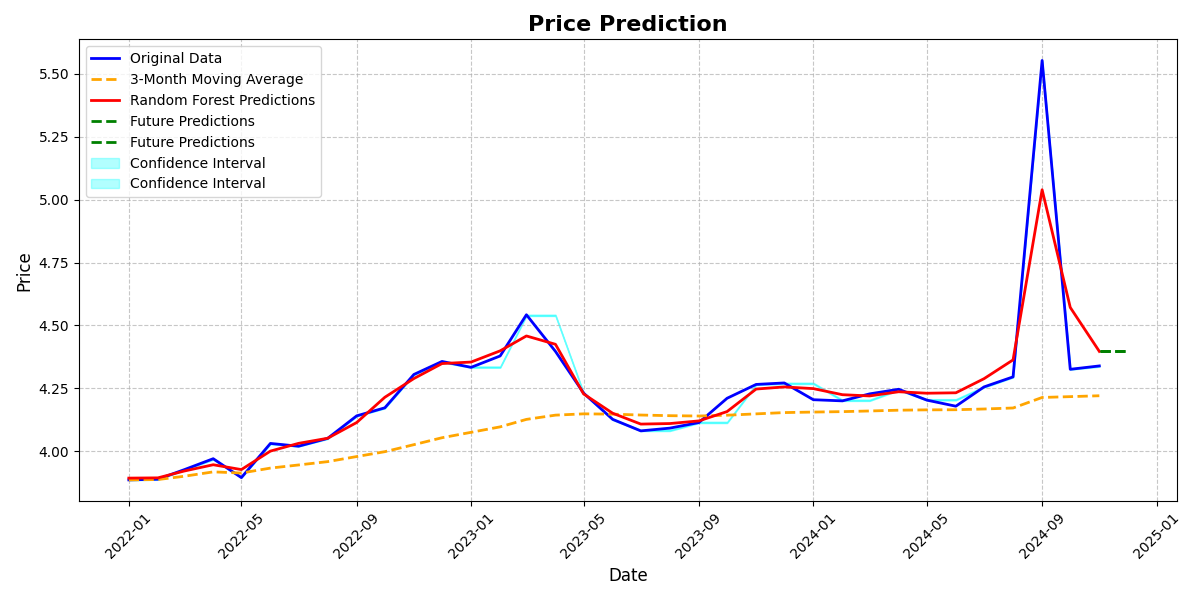 Price Prediction
Original Data
3-Month Moving Average
Random Forest Predictions
Future Predictions
Future Predictions
Confidence Interval
Confidence Interval
Price
5.50
5.25
5.00
4.75
4.50
4.25
4.00
2022-01
2022-05
2022-09
2023-01
2023-05
2023-09
2024-01
2024-05
2024-09
2025-01
Date